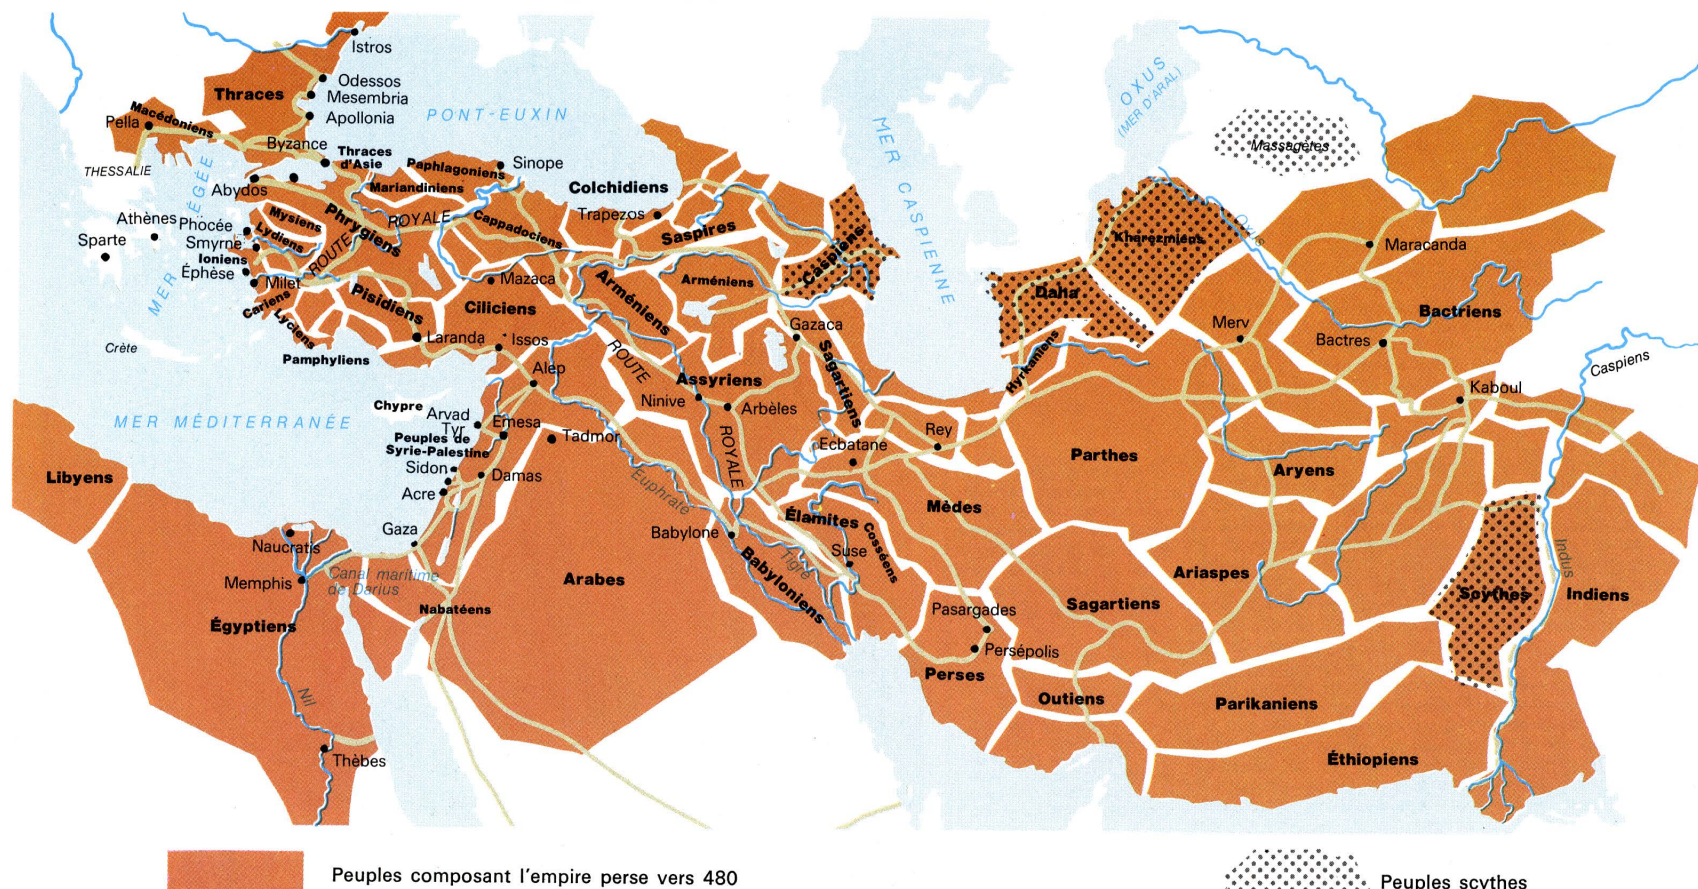 Istros
Odessos
Mesembria
Apollonia
Thraces
Macédoniens
Pella
Byzance
Thraces
d'Asie
THESSALIE
Abydos
PONT-EUXIN
Paphlagoniens
Sinope
Mariandiniens
Colchidiens
Trapezos
Saspires
MER CASPIENNE
OXUS
(MER D'ARAL)
Massagètes
Caspiens
Kharezmiens
OXUS
Maracanda
MER ÉGÉE
Athènes
Sparte
Phocée
Smyrne
Ioniens
Éphèse
Milet
Mysiens
Lydiens
Phrygiens
ROUTE ROYALE
Cappadociens
Mazaca
Cariens
Lyciens
Pisidiens
Ciliciens
Arméniens
Arméniens
Crète
Pamphyliens
Laranda
Issos
Gazaca
Sagartiens
Daha
Hyrkaniens
Merv
Bactres
Bactriens
Caspiens
Kaboul
MER MÉDITERRANÉE
Chypre
Alep
Arvad
Tyr
Emesa
Tadmor
Peuples de
Syrie-Palestine
Sidon
Damas
Acre
Gaza
ROUTE ROYALE
Assyriens
Ninive
Arbèles
Ecbatane
Rey
Parthes
Aryens
Libyens
Naucratis
Memphis
Canal maritime
de Darius
Nabatéens
Égyptiens
Nil
Thèbes
Arabes
Euphrate
Babylone
Babyloniens
Tigre
Élamites
Suse
Cosséens
Mèdes
Pasargades
Persépolis
Perses
Sagartiens
Ariaspes
Scythes
Indus
Indiens
Outiens
Parikaniens
Éthiopiens
Peuples composant l'empire perse vers 480
Peuples scythes